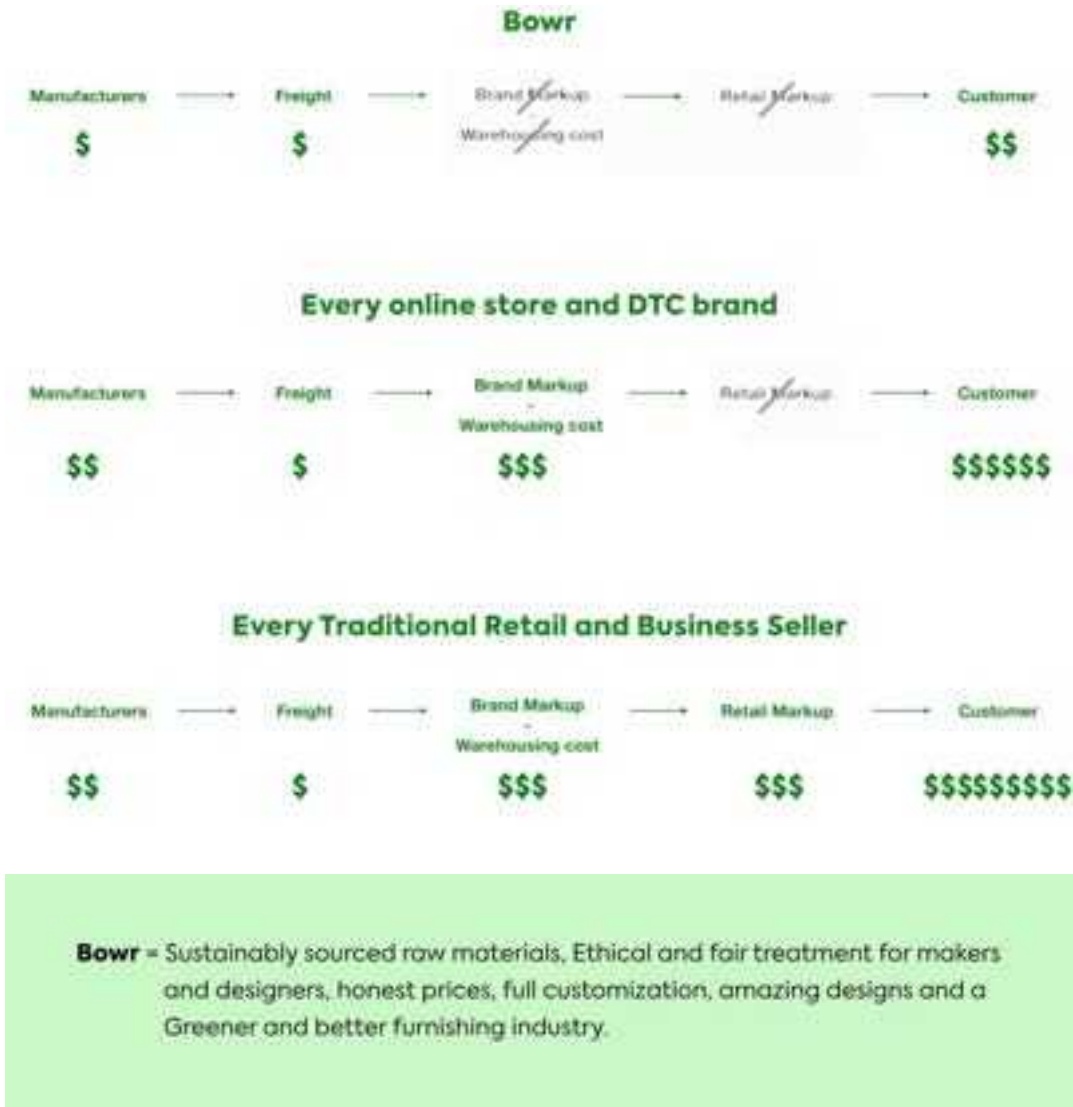 Bowr
Manufacturers → Freight → Brand Markup → Retail Markup → Customer
Warehousing cost
$ $ $$
Every online store and DTC brand
Manufacturers → Freight → Brand Markup → Retail Markup → Customer
Warehousing cost
$$ $ $$$ $$$$$$
Every Traditional Retail and Business Seller
Manufacturers → Freight → Brand Markup → Retail Markup → Customer
Warehousing cost
$$ $ $$$ $$$ $$$$$$$$$
Bowr = Sustainably sourced raw materials, Ethical and fair treatment for makers
and designers, honest prices, full customization, amazing designs and a
Greener and better furnishing industry.